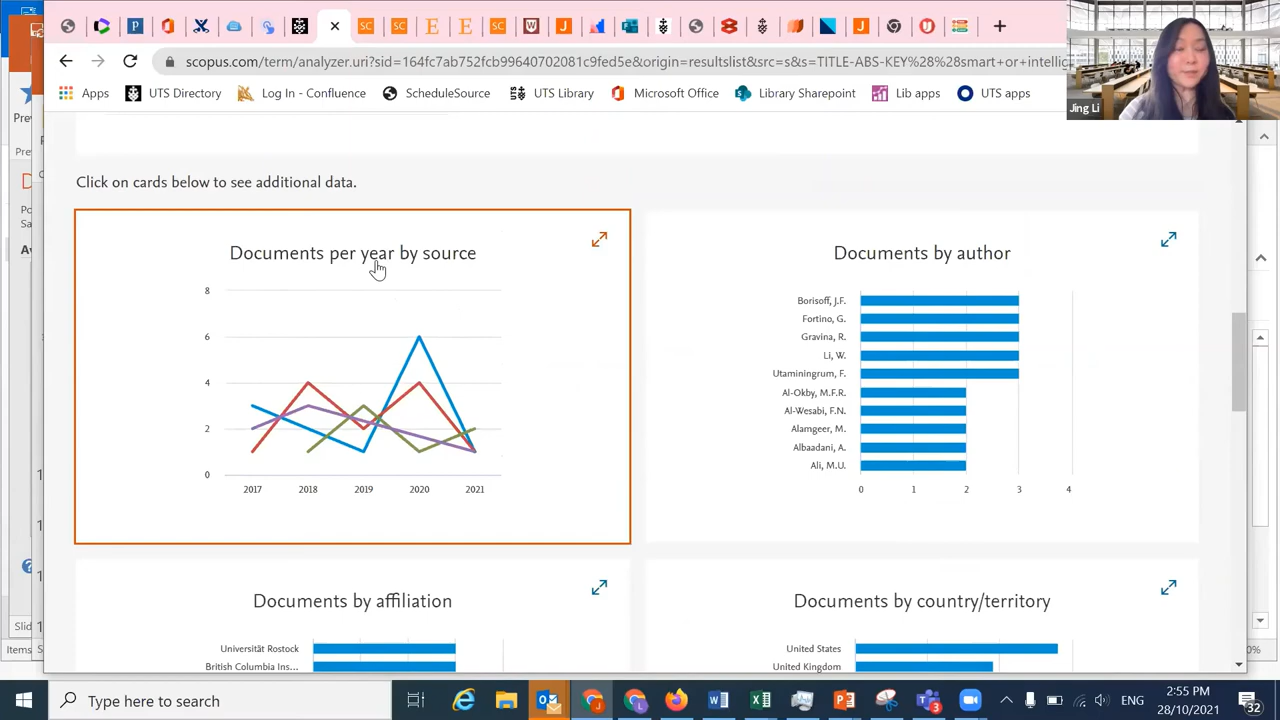 scopus.com/term/analyzer.uri?
origin=resultslist&src=s&s=TITLE-ABS-KEY%28%28smart+or+intellig
Apps
UTS Directory
Log In - Confluence
ScheduleSource
UTS Library
Microsoft Office
Library Sharepoint
Lib apps
UTS apps
Jing Li
Click on cards below to see additional data.
Documents per year by source
8
6
4
2
0
2017 2018 2019 2020 2021
Documents by author
Borisoff, J.F.
Fortino, G.
Gravina, R.
Li, W.
Utaminingrum, F.
Al-Okby, M.F.R.
Al-Wesabi, F.N.
Alamgeer, M.
Albaadani, A.
Ali, M.U.
0 1 2 3 4
Documents by affiliation
Universität Rostock
British Columbia Ins...
Documents by country/territory
United States
United Kingdom
Slid
Items
Type here to search
ENG
2:55 PM
28/10/2021
32